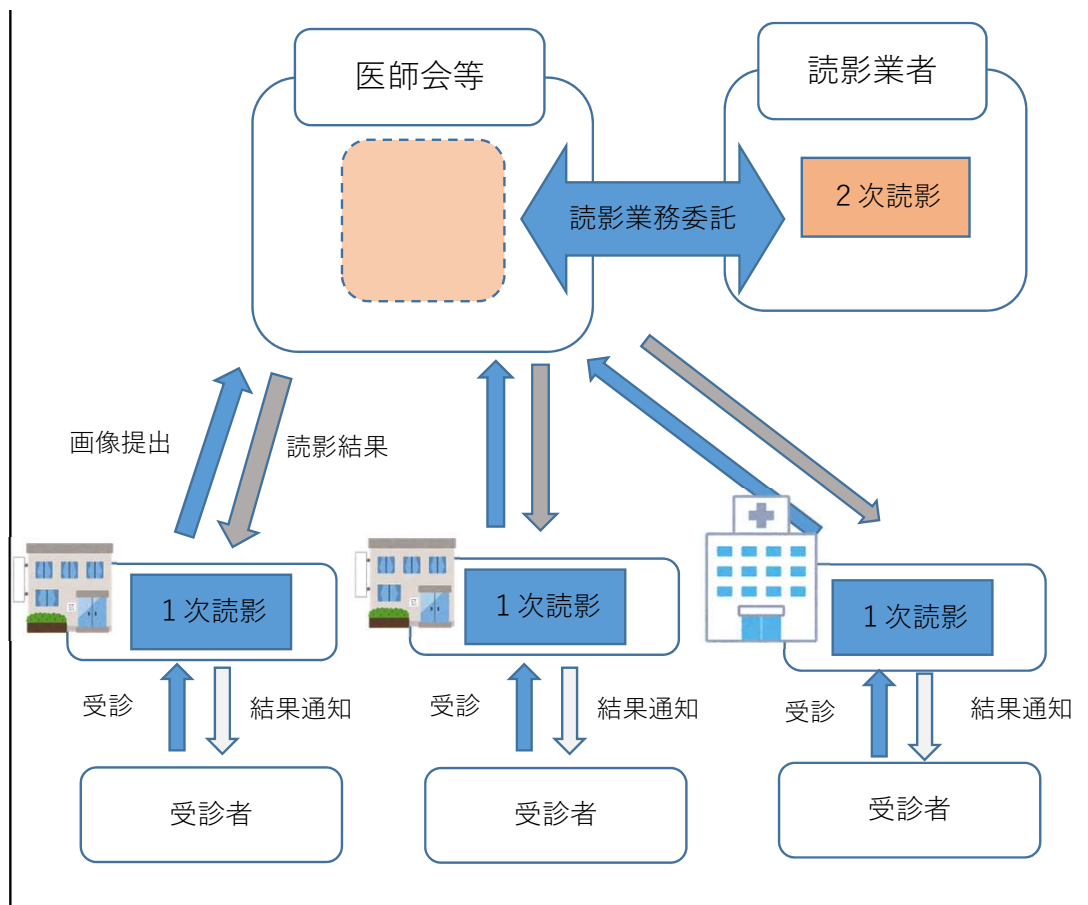 医師会等
読影業者
読影業務委託
２次読影
画像提出
読影結果
１次読影
１次読影
１次読影
受診
結果通知
受診
結果通知
受診
結果通知
受診者
受診者
受診者